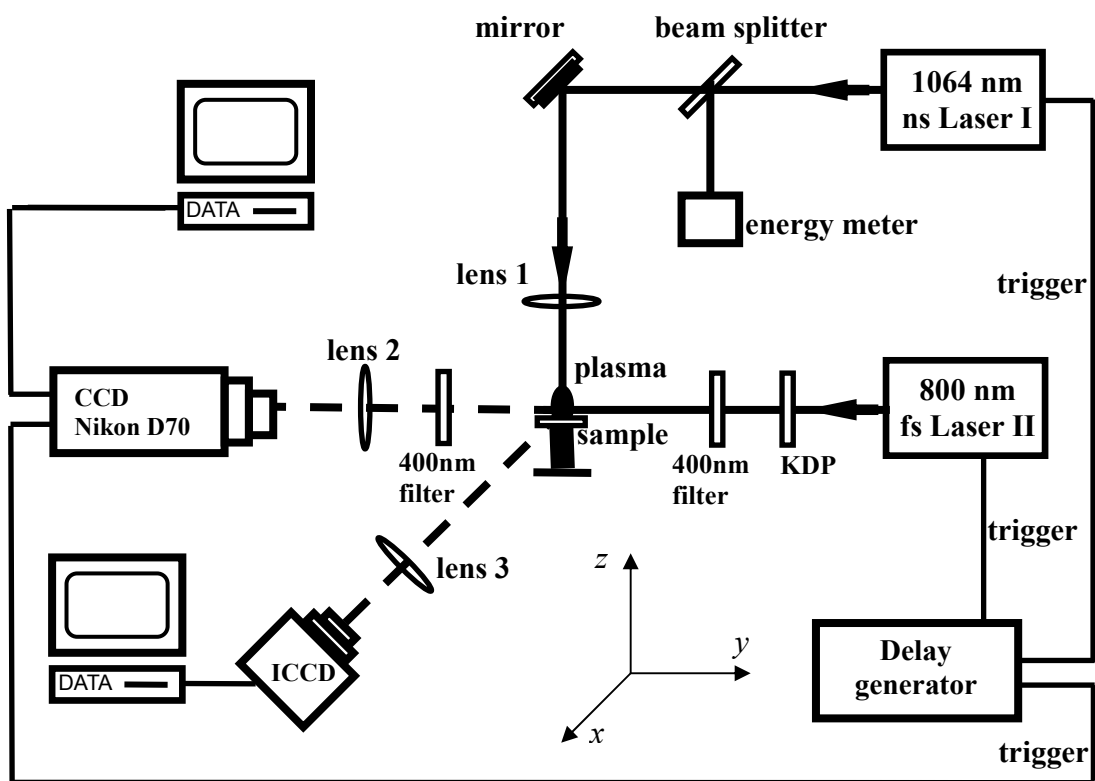 mirror
beam splitter
1064 nm
ns Laser I
DATA
energy meter
lens 1
trigger
lens 2
plasma
CCD
Nikon D70
800 nm
fs Laser II
sample
400nm
filter
400nm
filter
KDP
trigger
lens 3
z
y
x
ICCD
DATA
Delay
generator
trigger